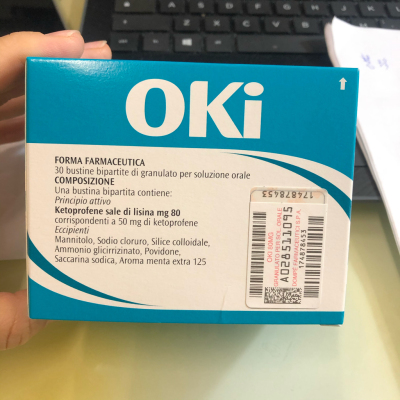 OKi
FORMA FARMACEUTICA
30 bustine bipartite di granulato per soluzione orale
COMPOSIZIONE
Una bustina bipartita contiene:
Principio attivo
Ketoprofene sale di lisina mg 80
corrispondenti a 50 mg di ketoprofene
Eccipienti
Mannitolo, Sodio cloruro, Silice colloidale,
Ammonio glicirrizinato, Povidone,
Saccarina sodica, Aroma menta extra 125
174878453
A028511095
174878453